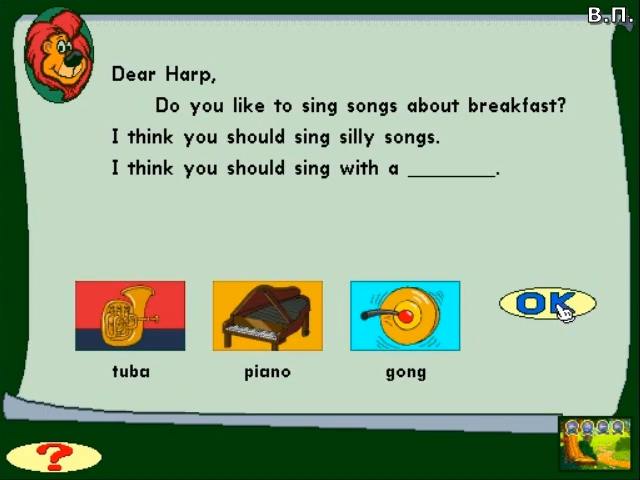 В.П.
Dear Harp,
Do you like to sing songs about breakfast?
I think you should sing silly songs.
I think you should sing with a ________.
OK
tuba piano gong
?